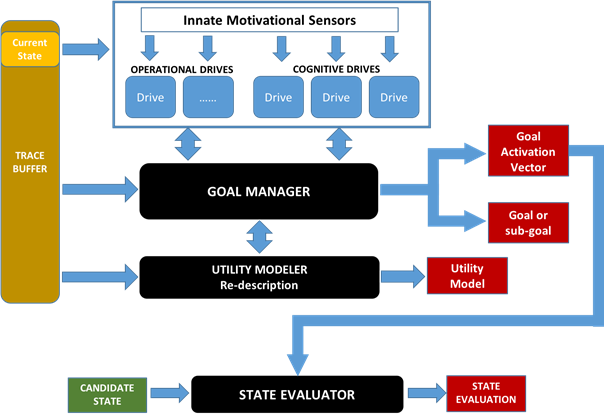 Innate Motivational Sensors
Current
State
OPERATIONAL DRIVES
COGNITIVE DRIVES
Drive
......
Drive
Drive
Drive
TRACE
BUFFER
GOAL MANAGER
Goal
Activation
Vector
Goal or
sub-goal
UTILITY MODELER
Re-description
Utility
Model
CANDIDATE
STATE
STATE EVALUATOR
STATE
EVALUATION